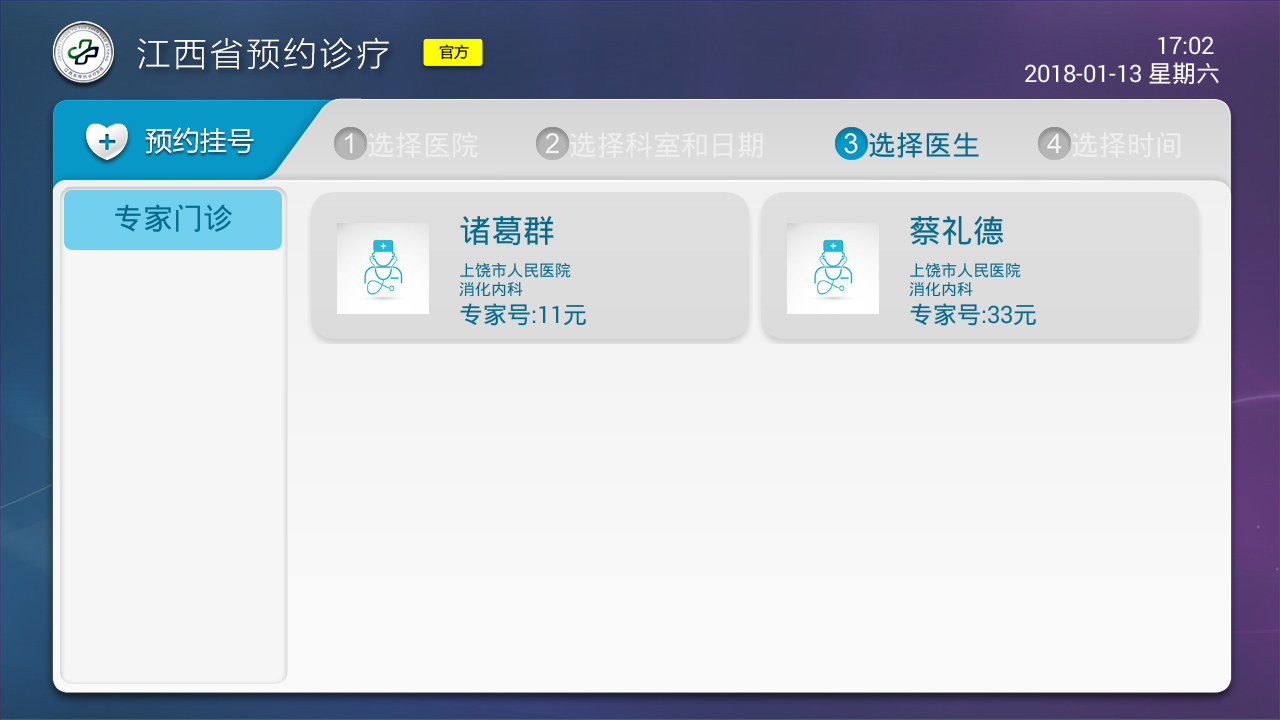 江西省预约诊疗
官方
17:02
2018-01-13 星期六
预约挂号
1选择医院
2选择科室和日期
3选择医生
4选择时间
专家门诊
诸葛群
上饶市人民医院
消化内科
专家号:11元
蔡礼德
上饶市人民医院
消化内科
专家号:33元